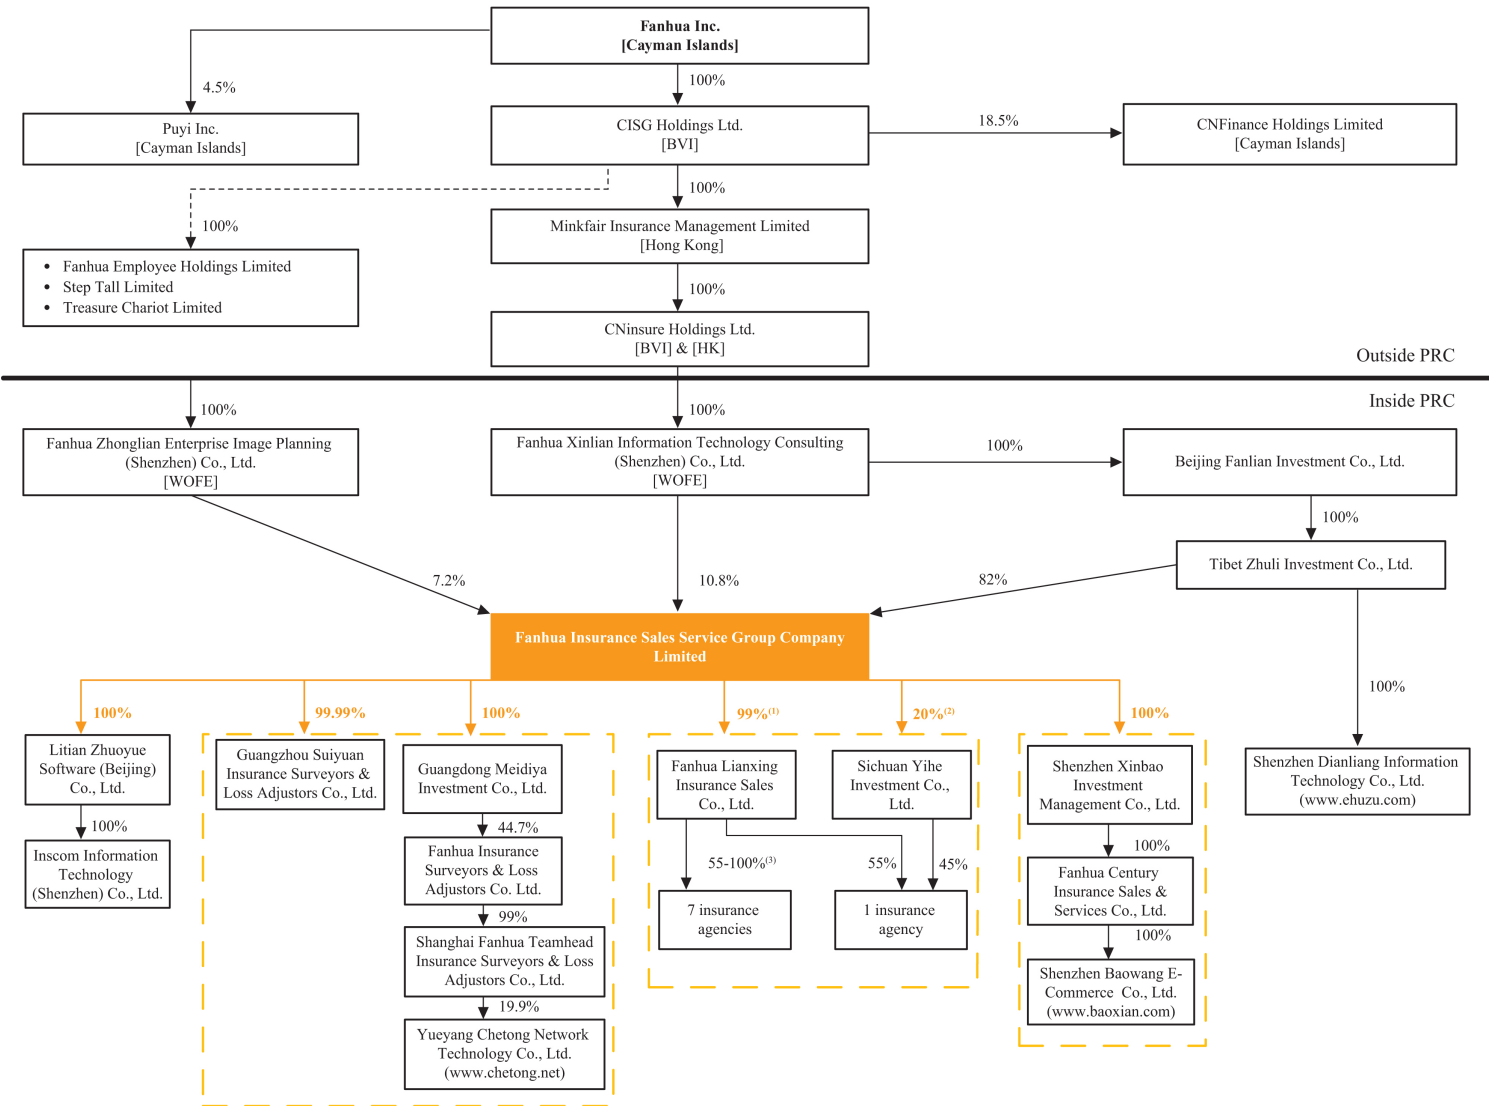 Fanhua Inc.
[Cayman Islands]
4.5%
100%
Puyi Inc.
[Cayman Islands]
CISG Holdings Ltd.
[BVI]
18.5%
CNFinance Holdings Limited
[Cayman Islands]
100%
100%
Minkfair Insurance Management Limited
[Hong Kong]
• Fanhua Employee Holdings Limited
• Step Tall Limited
• Treasure Chariot Limited
100%
CNinsure Holdings Ltd.
[BVI] & [HK]
Outside PRC
Inside PRC
100%
100%
Fanhua Zhonglian Enterprise Image Planning
(Shenzhen) Co., Ltd.
[WOFE]
Fanhua Xinlian Information Technology Consulting
(Shenzhen) Co., Ltd.
[WOFE]
100%
Beijing Fanlian Investment Co., Ltd.
100%
Tibet Zhuli Investment Co., Ltd.
7.2%
10.8%
82%
Fanhua Insurance Sales Service Group Company
Limited
100%
100%
99.99%
100%
99%(1)
20%(2)
100%
Litian Zhuoyue
Software (Beijing)
Co., Ltd.
100%
Inscom Information
Technology
(Shenzhen) Co., Ltd.
Guangzhou Suiyuan
Insurance Surveyors &
Loss Adjustors Co., Ltd.
Guangdong Meidiya
Investment Co., Ltd.
44.7%
Fanhua Insurance
Surveyors & Loss
Adjustors Co. Ltd.
99%
Shanghai Fanhua Teamhead
Insurance Surveyors & Loss
Adjustors Co., Ltd.
19.9%
Yueyang Chetong Network
Technology Co., Ltd.
(www.chetong.net)
Fanhua Lianxing
Insurance Sales
Co., Ltd.
Sichuan Yihe
Investment Co.,
Ltd.
55-100%(3)
55%
45%
7 insurance
agencies
1 insurance
agency
Shenzhen Xinbao
Investment
Management Co., Ltd.
100%
Fanhua Century
Insurance Sales &
Services Co., Ltd.
100%
Shenzhen Baowang E-
Commerce Co., Ltd.
(www.baoxian.com)
Shenzhen Dianliang Information
Technology Co., Ltd.
(www.ehuzu.com)